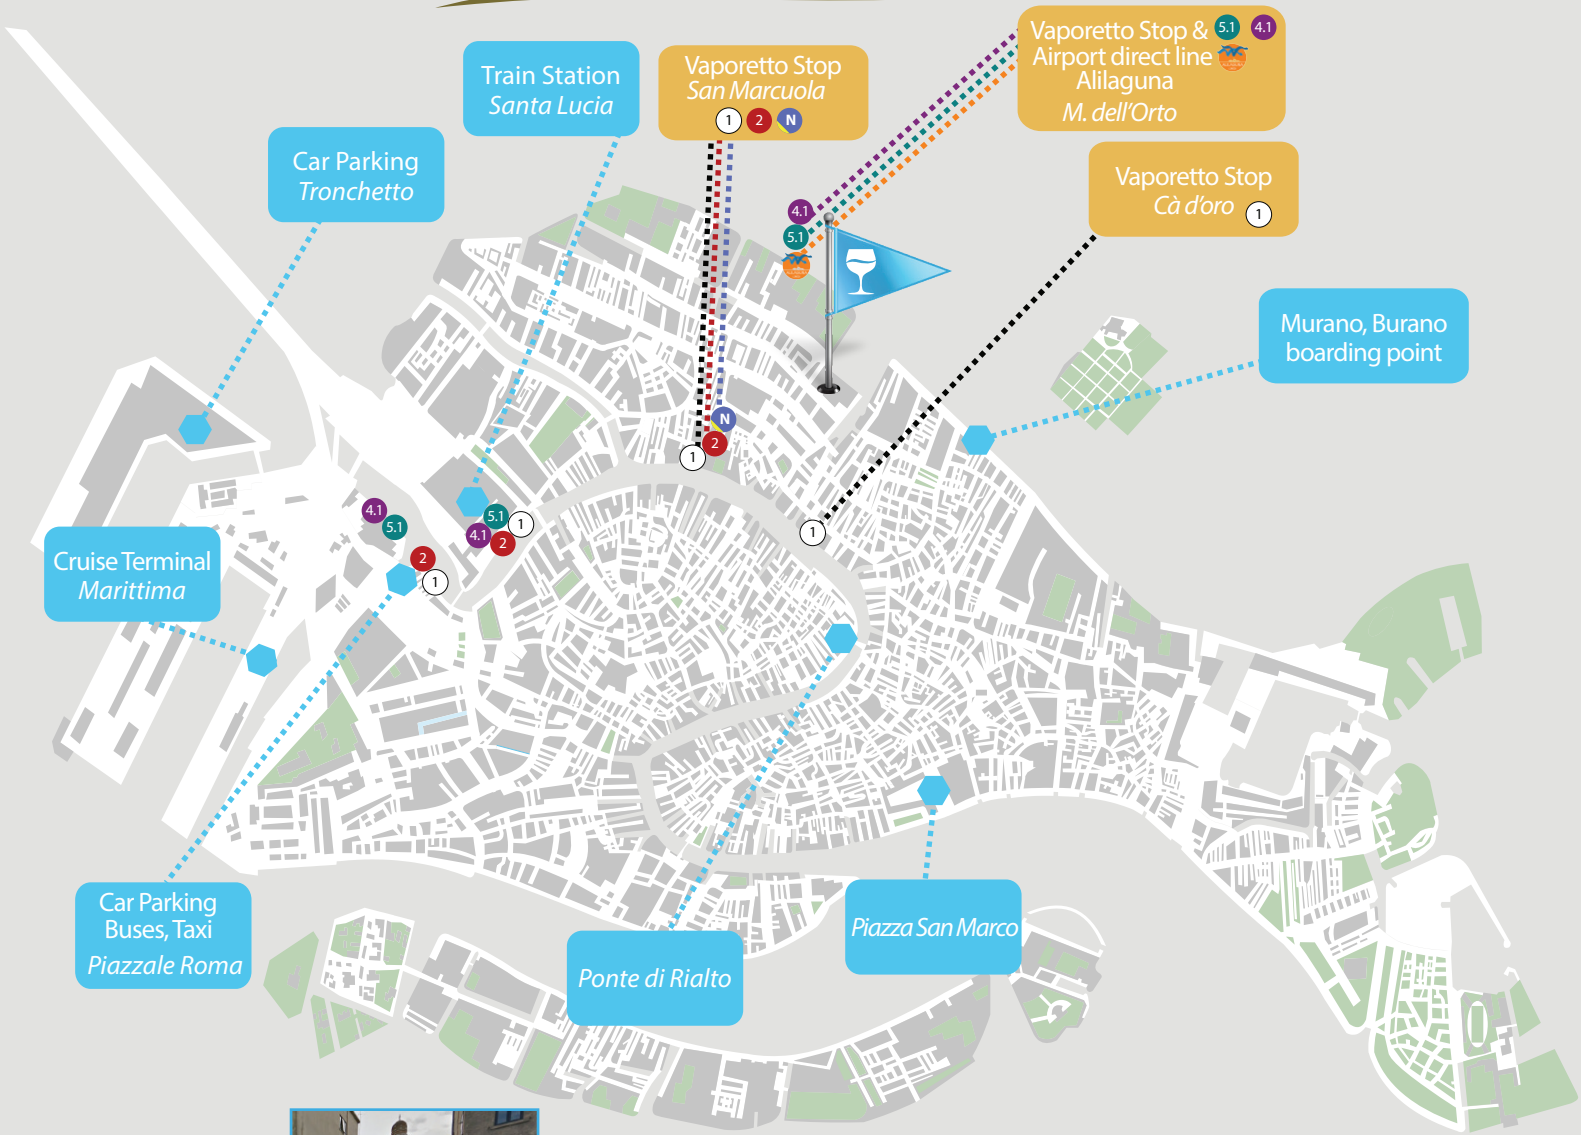 Vaporetto Stop & 5.1 4.1
Airport direct line
Alilaguna
M. dell'Orto
Train Station
Santa Lucia
Vaporetto Stop
San Marcuola
1 2 N
Car Parking
Tronchetto
Vaporetto Stop
Cà d'oro 1
4.1
5.1
Murano, Burano
boarding point
N
2
1
4.1
5.1
5.1
1
4.1
2
1
2
1
Cruise Terminal
Marittima
Car Parking
Buses, Taxi
Piazzale Roma
Piazza San Marco
Ponte di Rialto